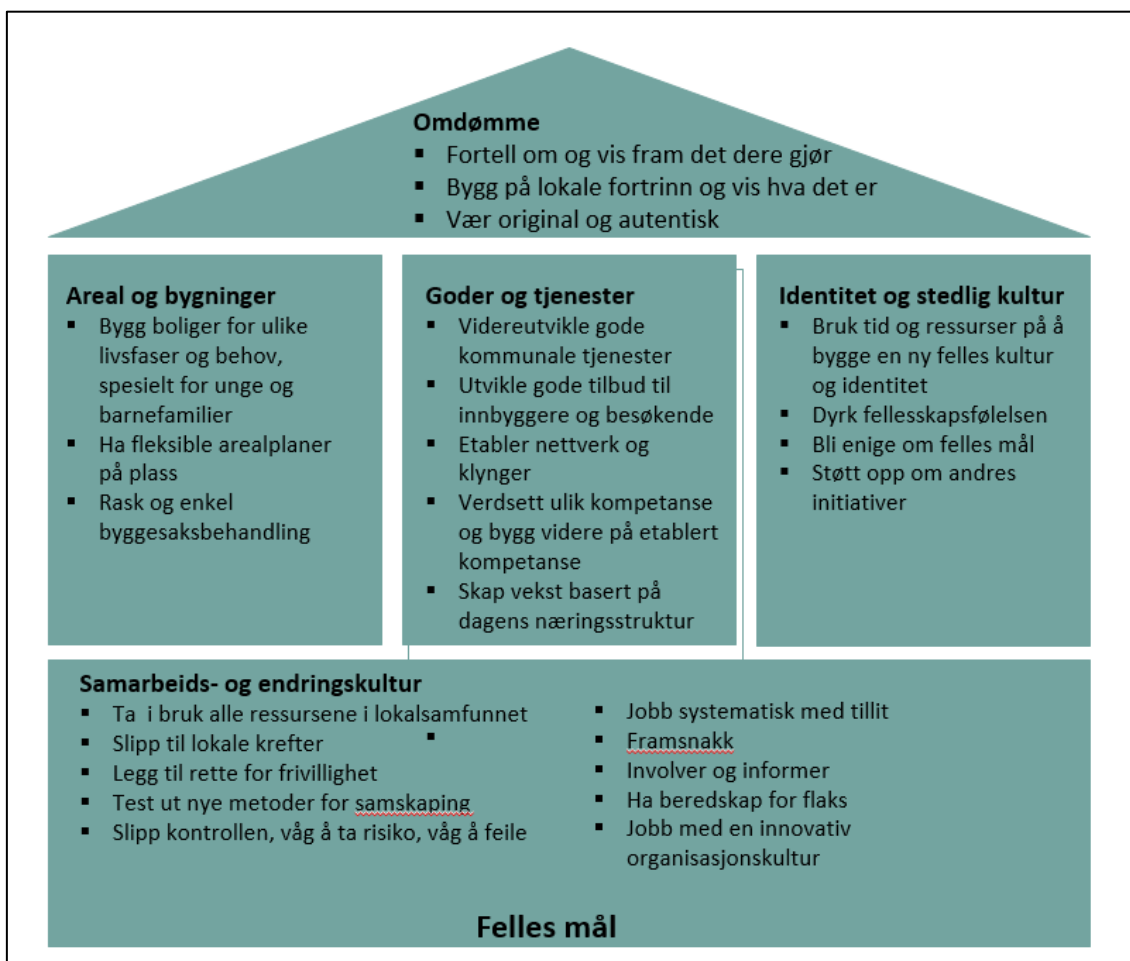 Omdømme
▪ Fortell om og vis fram det dere gjør
▪ Bygg på lokale fortrinn og vis hva det er
▪ Vær original og autentisk
Areal og bygninger
▪ Bygg boliger for ulike
livsfaser og behov,
spesielt for unge og
barnefamilier
▪ Ha fleksible arealplaner
på plass
▪ Rask og enkel
byggesaksbehandling
Goder og tjenester
▪ Videreutvikle gode
kommunale tjenester
▪ Utvikle gode tilbud til
innbyggere og besøkende
▪ Etabler nettverk og
klynger
▪ Verdsett ulik kompetanse
og bygg videre på etablert
kompetanse
▪ Skap vekst basert på
dagens næringsstruktur
Identitet og stedlig kultur
▪ Bruk tid og ressurser på å
bygge en ny felles kultur
og identitet
▪ Dyrk fellesskapsfølelsen
▪ Bli enige om felles mål
▪ Støtt opp om andres
initiativer
Samarbeids- og endringskultur
▪ Ta i bruk alle ressursene i lokalsamfunnet
▪ Slipp til lokale krefter
▪ Legg til rette for frivillighet
▪ Test ut nye metoder for samskaping
▪ Slipp kontrollen, våg å ta risiko, våg å feile
▪ Jobb systematisk med tillit
▪ Framsnakk
▪ Involver og informer
▪ Ha beredskap for flaks
▪ Jobb med en innovativ
organisasjonskultur
Felles mål